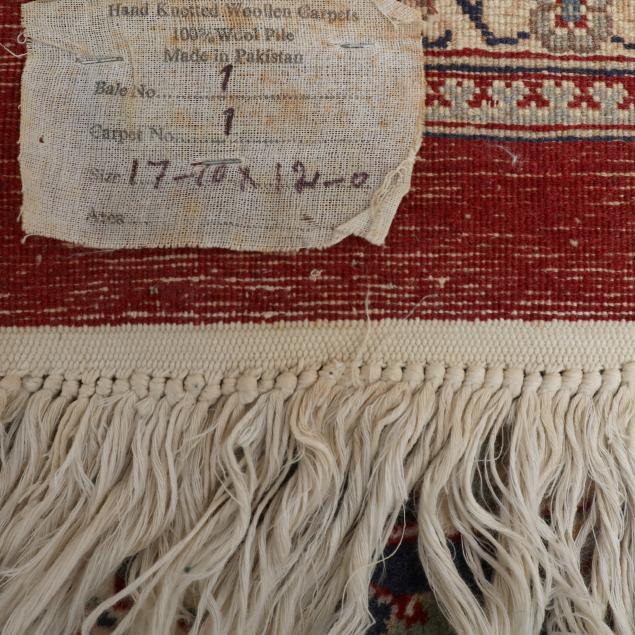 Hand Knotted Woollen Carpets
100% Wool Pile
Made in Pakistan
Bale No. 1
Carpet No. 1
Size 17-10 x 12-0
Area